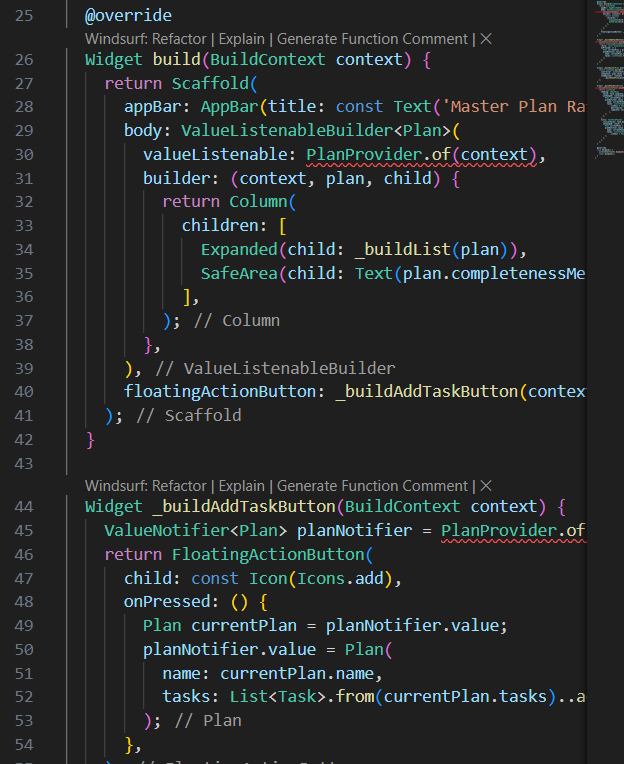 25 @override
Windsurf: Refactor | Explain | Generate Function Comment | ×
26 Widget build(BuildContext context) {
27 return Scaffold(
28 appBar: AppBar(title: const Text('Master Plan Ra
29 body: ValueListenableBuilder<Plan>(
30 valueListenable: PlanProvider.of(context),
31 builder: (context, plan, child) {
32 return Column(
33 children: [
34 Expanded(child: _buildList(plan)),
35 SafeArea(child: Text(plan.completenessMe
36 ],
37 ); // Column
38 },
39 ), // ValueListenableBuilder
40 floatingActionButton: _buildAddTaskButton(contex
41 ); // Scaffold
42 }
43
Windsurf: Refactor | Explain | Generate Function Comment | ×
44 Widget _buildAddTaskButton(BuildContext context) {
45 ValueNotifier<Plan> planNotifier = PlanProvider.of
46 return FloatingActionButton(
47 child: const Icon(Icons.add),
48 onPressed: () {
49 Plan currentPlan = planNotifier.value;
50 planNotifier.value = Plan(
51 name: currentPlan.name,
52 tasks: List<Task>.from(currentPlan.tasks)..a
53 ); // Plan
54 },